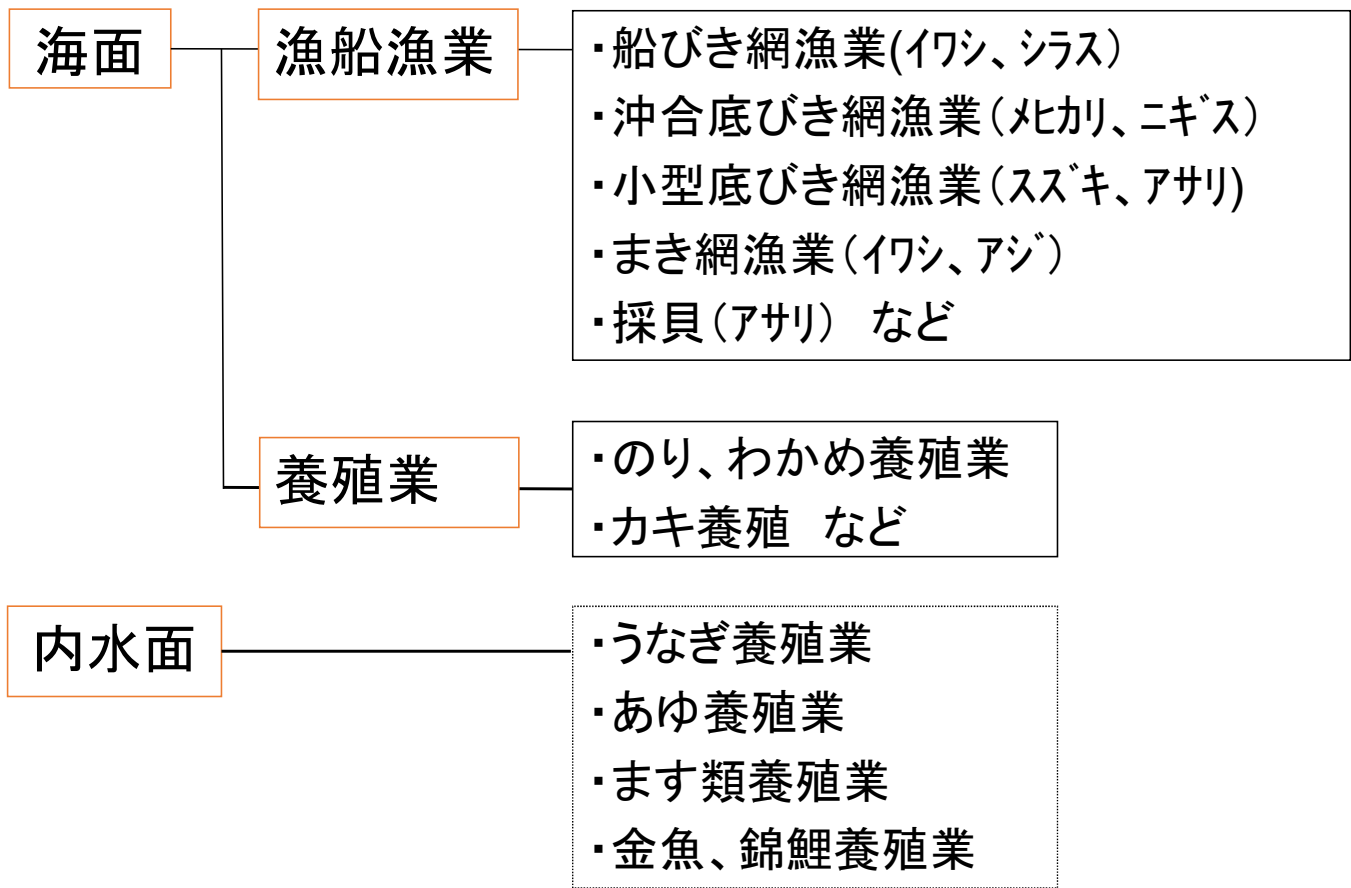 海面
漁船漁業
・船びき網漁業(ｲﾜｼ、ｼﾗｽ）
・沖合底びき網漁業（ﾒﾋｶﾘ、ﾆｷﾞｽ）
・小型底びき網漁業（ｽｽﾞｷ、ｱｻﾘ)
・まき網漁業（ｲﾜｼ、ｱｼﾞ）
・採貝（ｱｻﾘ）　など
養殖業
・のり、わかめ養殖業
・カキ養殖　など
内水面
・うなぎ養殖業
・あゆ養殖業
・ます類養殖業
・金魚、錦鯉養殖業